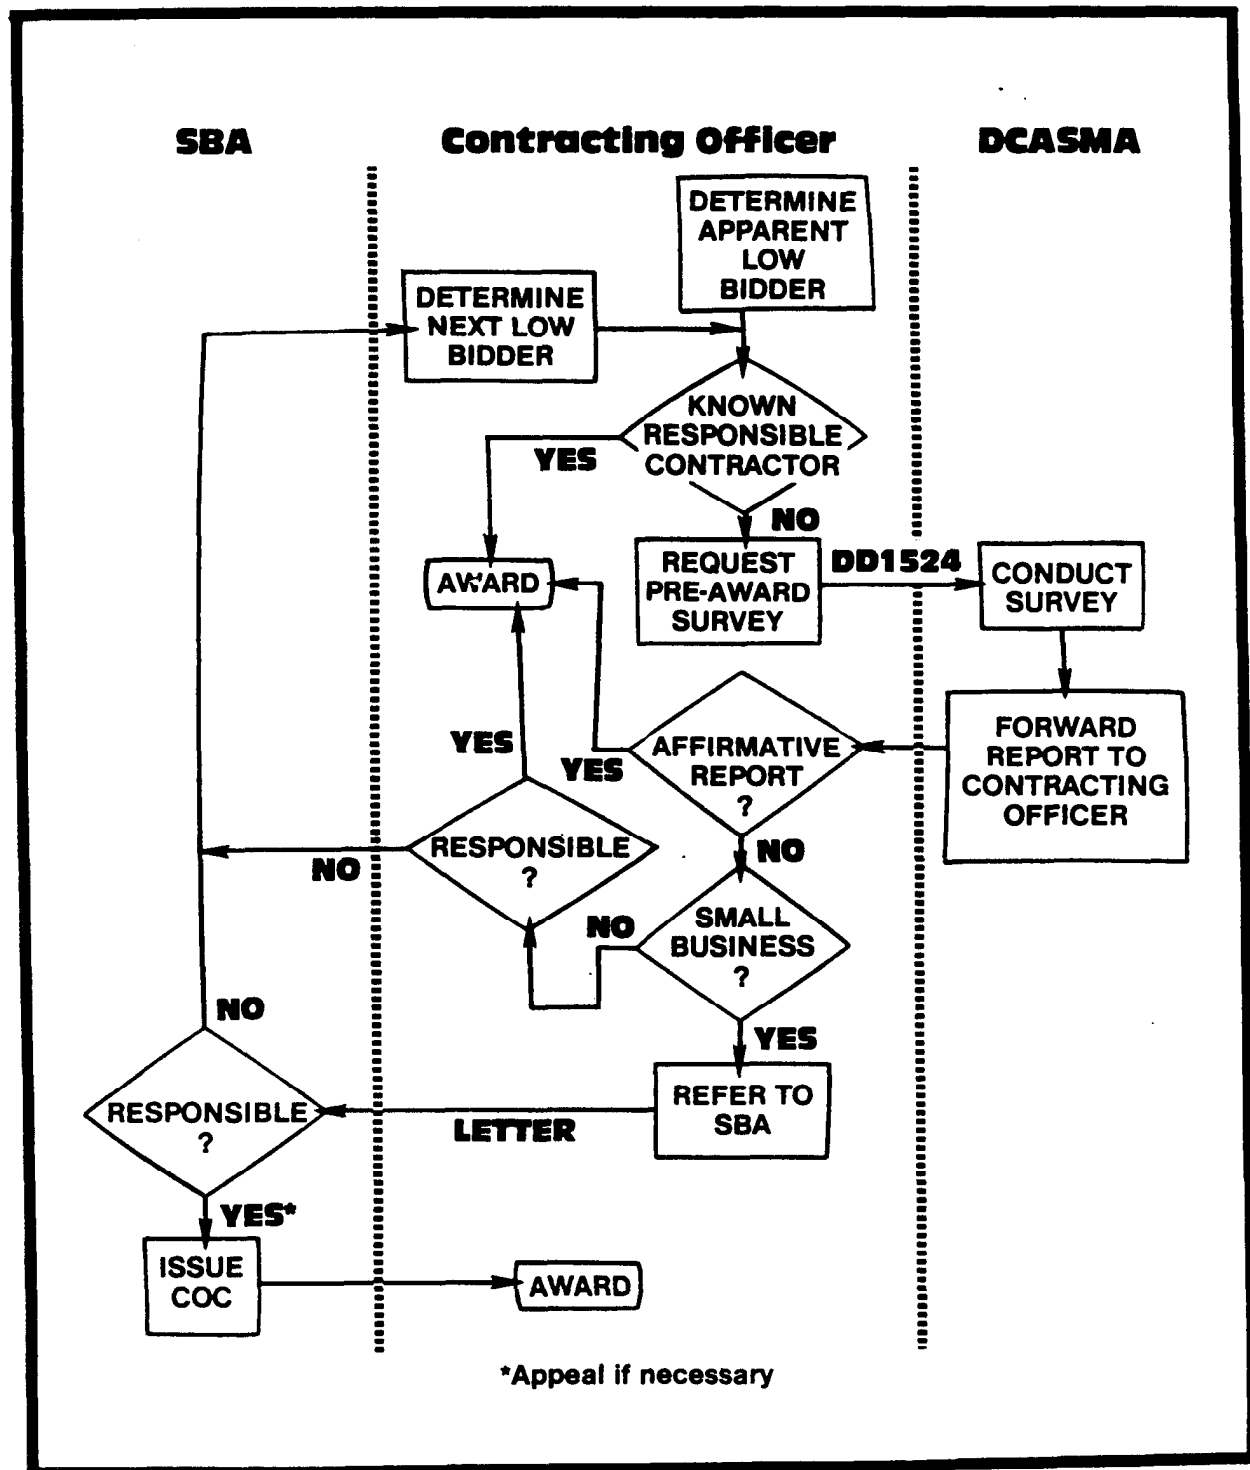 SBA
Contracting Officer
DCASMA
DETERMINE
APPARENT
LOW
BIDDER
DETERMINE
NEXT LOW
BIDDER
KNOWN
RESPONSIBLE
CONTRACTOR
YES
NO
AWARD
REQUEST
PRE-AWARD
SURVEY
DD1524
CONDUCT
SURVEY
FORWARD
REPORT TO
CONTRACTING
OFFICER
AFFIRMATIVE
REPORT
?
YES
YES
NO
RESPONSIBLE
?
NO
SMALL
BUSINESS
?
NO
YES
REFER TO
SBA
LETTER
NO
RESPONSIBLE
?
YES*
ISSUE
COC
AWARD
*Appeal if necessary